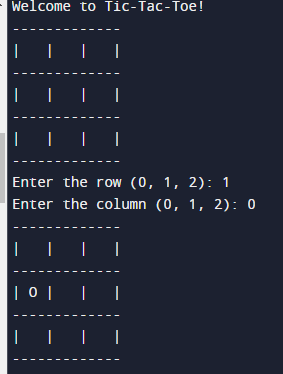 Welcome to Tic-Tac-Toe!
-------------
|   |   |   |
-------------
|   |   |   |
-------------
|   |   |   |
-------------
Enter the row (0, 1, 2): 1
Enter the column (0, 1, 2): 0
-------------
|   |   |   |
-------------
| O |   |   |
-------------
|   |   |   |
-------------